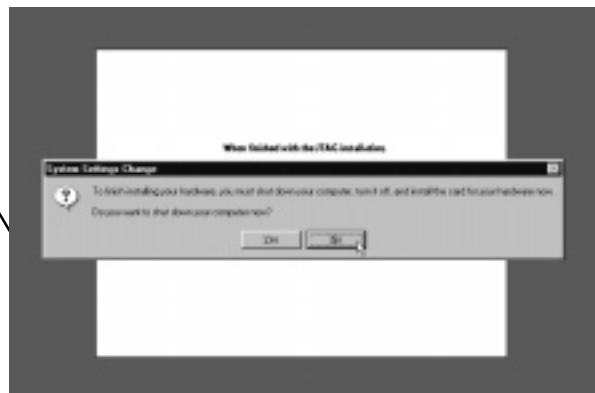 When finished with the JTAG installation,
System Settings Change
To finish installing your hardware, you must shut down your computer, turn it off, and install the card for your hardware now.
Do you want to shut down your computer now?